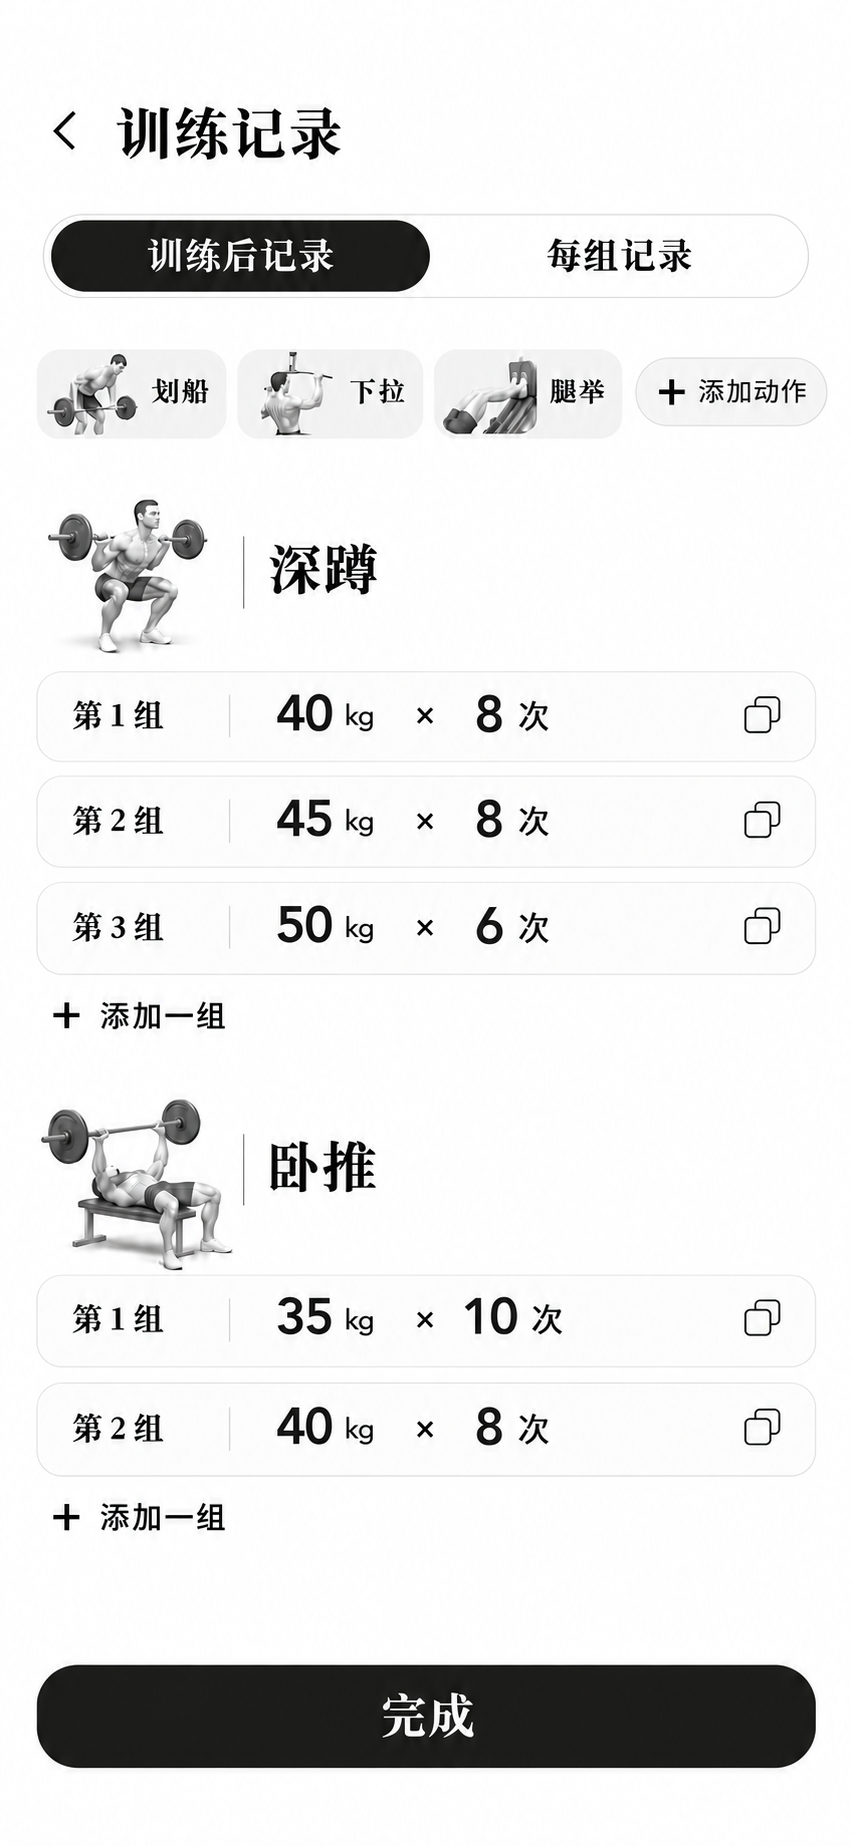 训练记录
训练后记录 每组记录
划船 下拉 腿举 + 添加动作
深蹲
第1组 40 kg × 8 次
第2组 45 kg × 8 次
第3组 50 kg × 6 次
+ 添加一组
卧推
第1组 35 kg × 10 次
第2组 40 kg × 8 次
+ 添加一组
完成